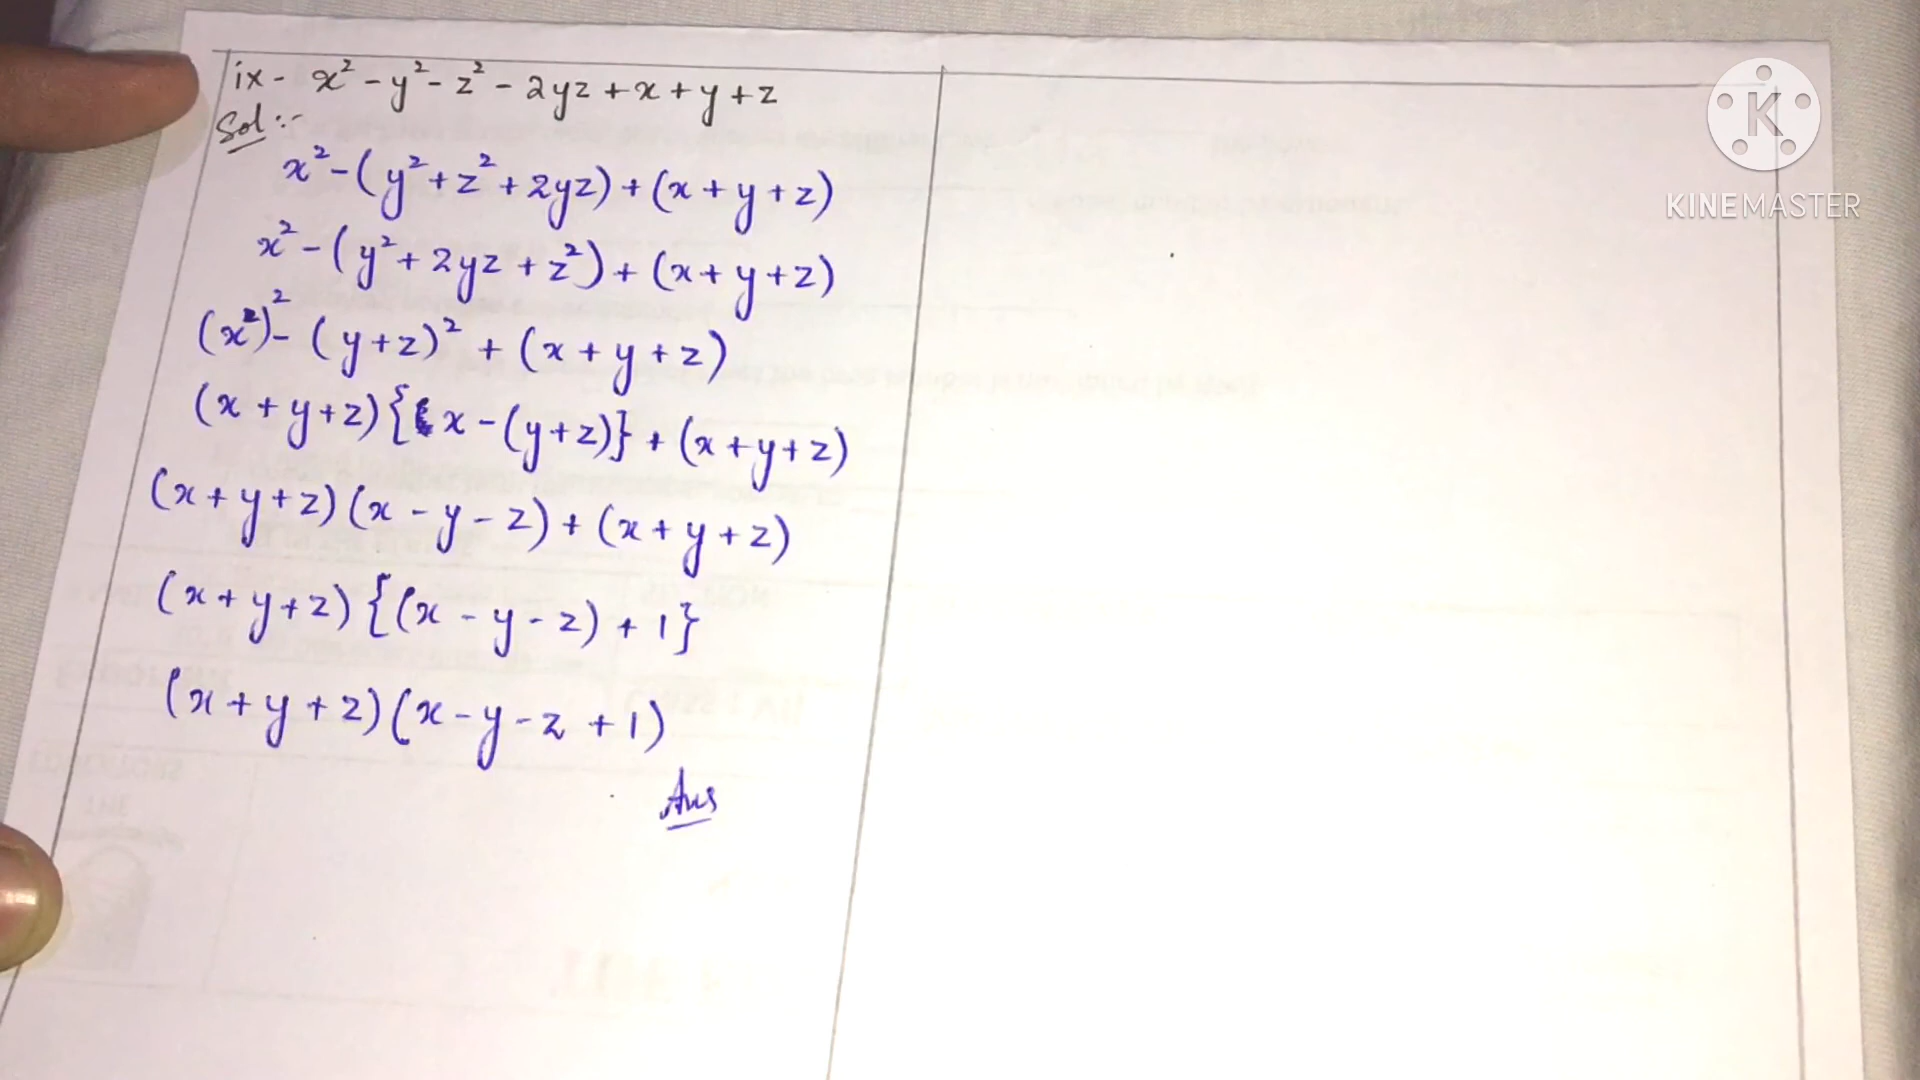 ix - x² - y² - z² - 2yz + x + y + z
Sol:-
x² - (y² + z² + 2yz) + (x + y + z)
x² - (y² + 2yz + z²) + (x + y + z)
(x)² - (y + z)² + (x + y + z)
(x + y + z) { x - (y + z)} + (x + y + z)
(x + y + z) (x - y - z) + (x + y + z)
(x + y + z) {(x - y - z) + 1}
(x + y + z) (x - y - z + 1)
Ans
K
KINEMASTER